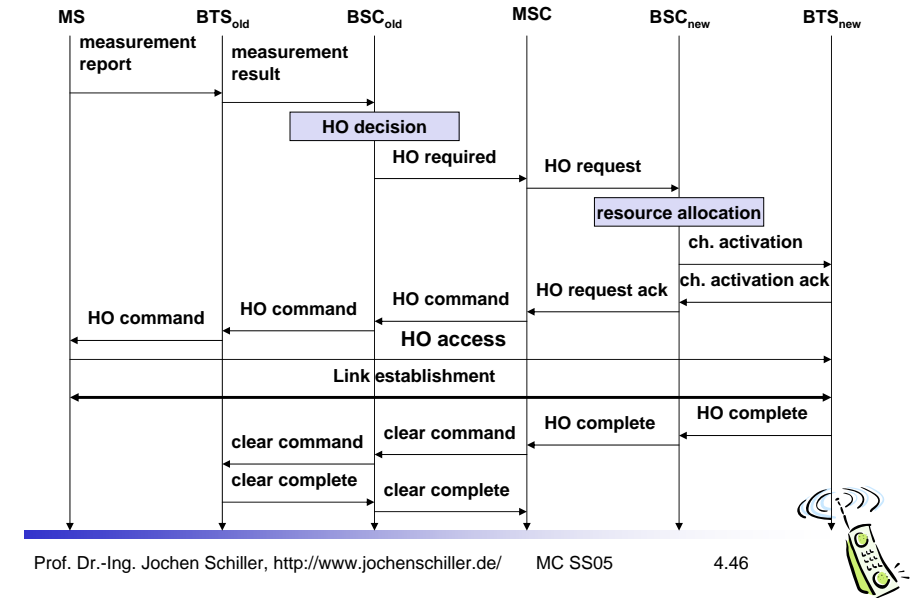 MS BTSold BSCold MSC BSCnew BTSnew
measurement
report
measurement
result
HO decision
HO required
HO request
resource allocation
ch. activation
ch. activation ack
HO request ack
HO command
HO command
HO command
HO access
Link establishment
HO complete
HO complete
clear command
clear command
clear complete
clear complete
Prof. Dr.-Ing. Jochen Schiller, http://www.jochenschiller.de/ MC SS05 4.46